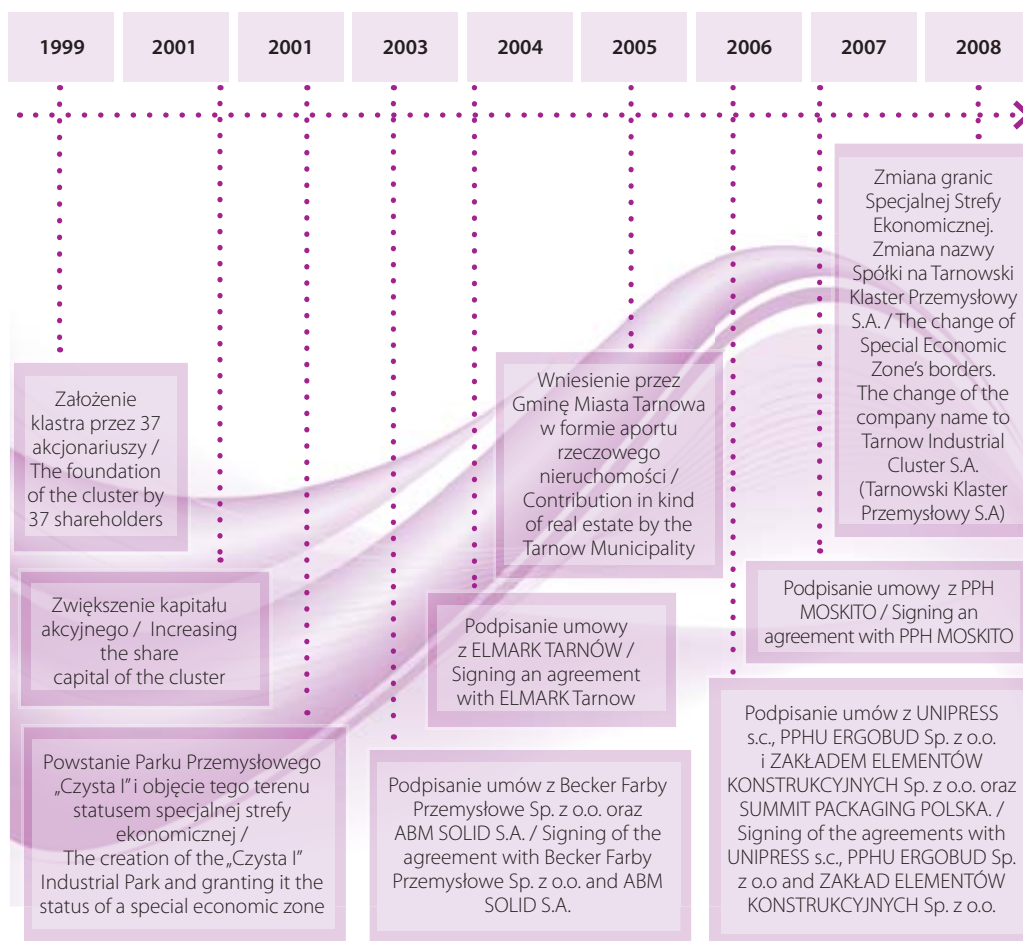 1999
2001
2001
2003
2004
2005
2006
2007
2008
Założenie
klastra przez 37
akcjonariuszy /
The foundation
of the cluster by
37 shareholders
Zwiększenie kapitału
akcyjnego / Increasing
the share
capital of the cluster
Powstanie Parku Przemysłowego
„Czysta I” i objęcie tego terenu
statusem specjalnej strefy
ekonomicznej /
The creation of the „Czysta I”
Industrial Park and granting it the
status of a special economic zone
Podpisanie umów z Becker Farby
Przemysłowe Sp. z o.o. oraz
ABM SOLID S.A. / Signing of the
agreement with Becker Farby
Przemysłowe Sp. z o.o. and ABM
SOLID S.A.
Podpisanie umowy
z ELMARK TARNÓW /
Signing an agreement
with ELMARK Tarnow
Wniesienie przez
Gminę Miasta Tarnowa
w formie aportu
rzeczowego
nieruchomości /
Contribution in kind
of real estate by the
Tarnow Municipality
Podpisanie umów z UNIPRESS
s.c., PPHU ERGOBUD Sp. z o.o.
i ZAKŁADEM ELEMENTÓW
KONSTRUKCYJNYCH Sp. z o.o. oraz
SUMMIT PACKAGING POLSKA. /
Signing of the agreements with
UNIPRESS s.c., PPHU ERGOBUD Sp.
z o.o and ZAKŁAD ELEMENTÓW
KONSTRUKCYJNYCH Sp. z o.o.
Podpisanie umowy z PPH
MOSKITO / Signing an
agreement with PPH MOSKITO
Zmiana granic
Specjalnej Strefy
Ekonomicznej.
Zmiana nazwy
Spółki na Tarnowski
Klaster Przemysłowy
S.A. / The change of
Special Economic
Zone's borders.
The change of the
company name to
Tarnow Industrial
Cluster S.A.
(Tarnowski Klaster
Przemysłowy S.A)